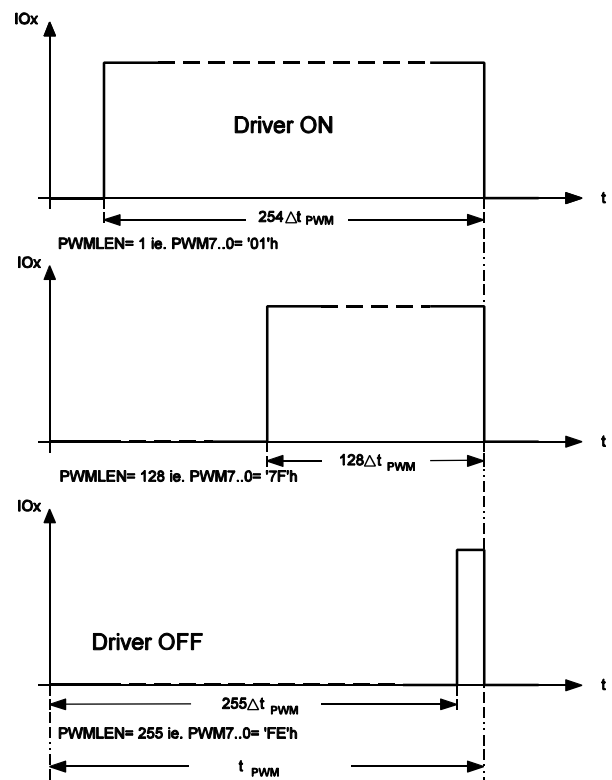 IOx
Driver ON
t
254△t PWM
PWMLEN= 1 ie. PWM7..0= '01'h
IOx
t
128△t PWM
PWMLEN= 128 ie. PWM7..0= '7F'h
IOx
Driver OFF
t
255△t PWM
PWMLEN= 255 ie. PWM7..0= 'FE'h
t PWM